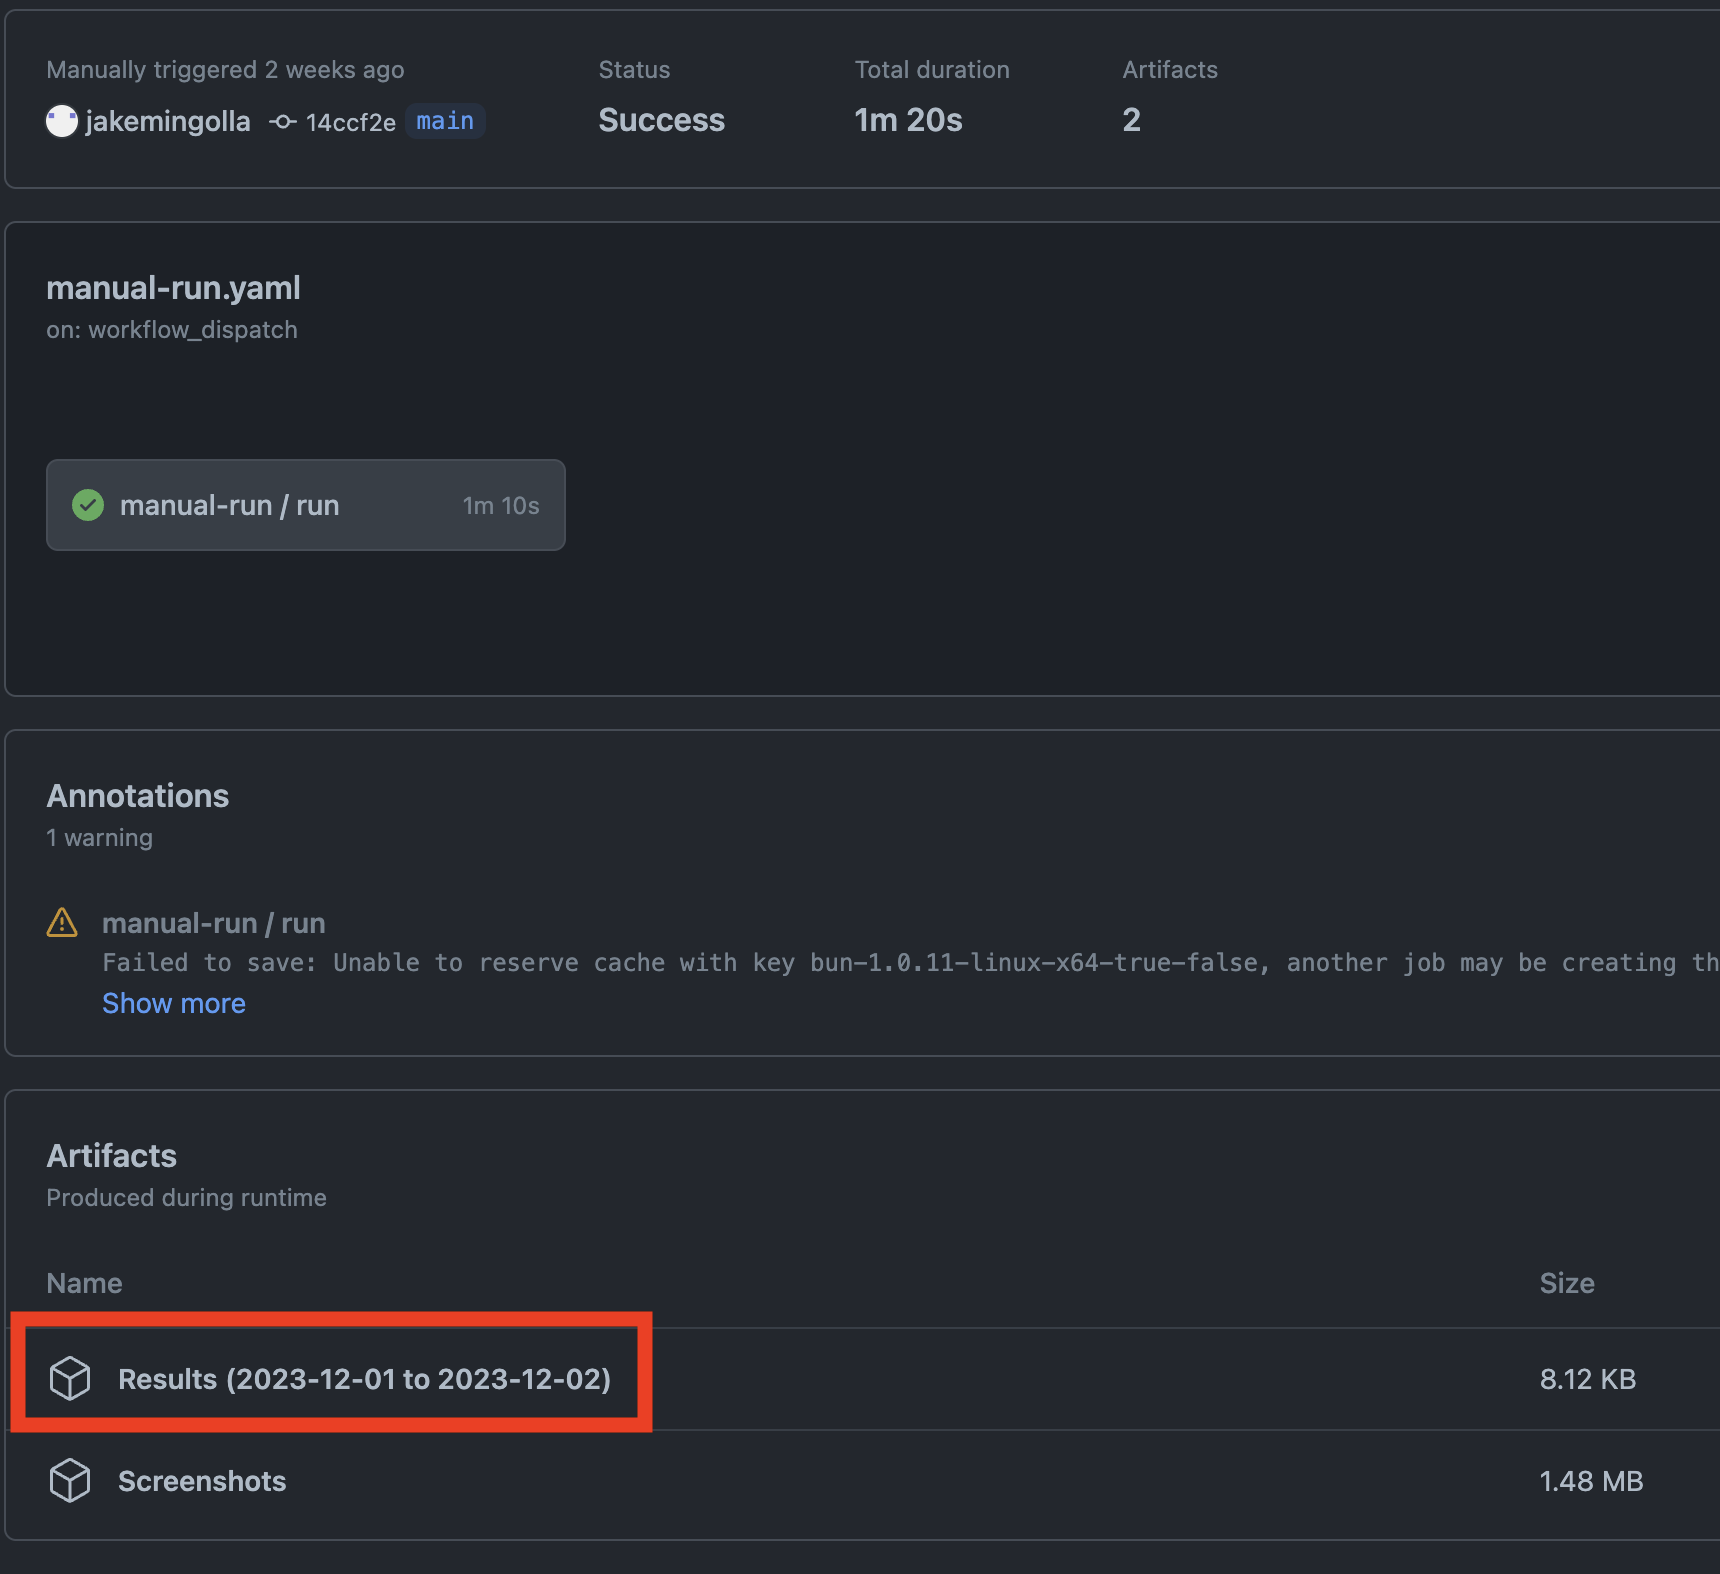 Manually triggered 2 weeks ago
Status
Total duration
Artifacts
jakemingolla 14ccf2e main
Success
1m 20s
2
manual-run.yaml
on: workflow_dispatch
manual-run / run 1m 10s
Annotations
1 warning
manual-run / run
Failed to save: Unable to reserve cache with key bun-1.0.11-linux-x64-true-false, another job may be creating th
Show more
Artifacts
Produced during runtime
Name Size
Results (2023-12-01 to 2023-12-02) 8.12 KB
Screenshots 1.48 MB